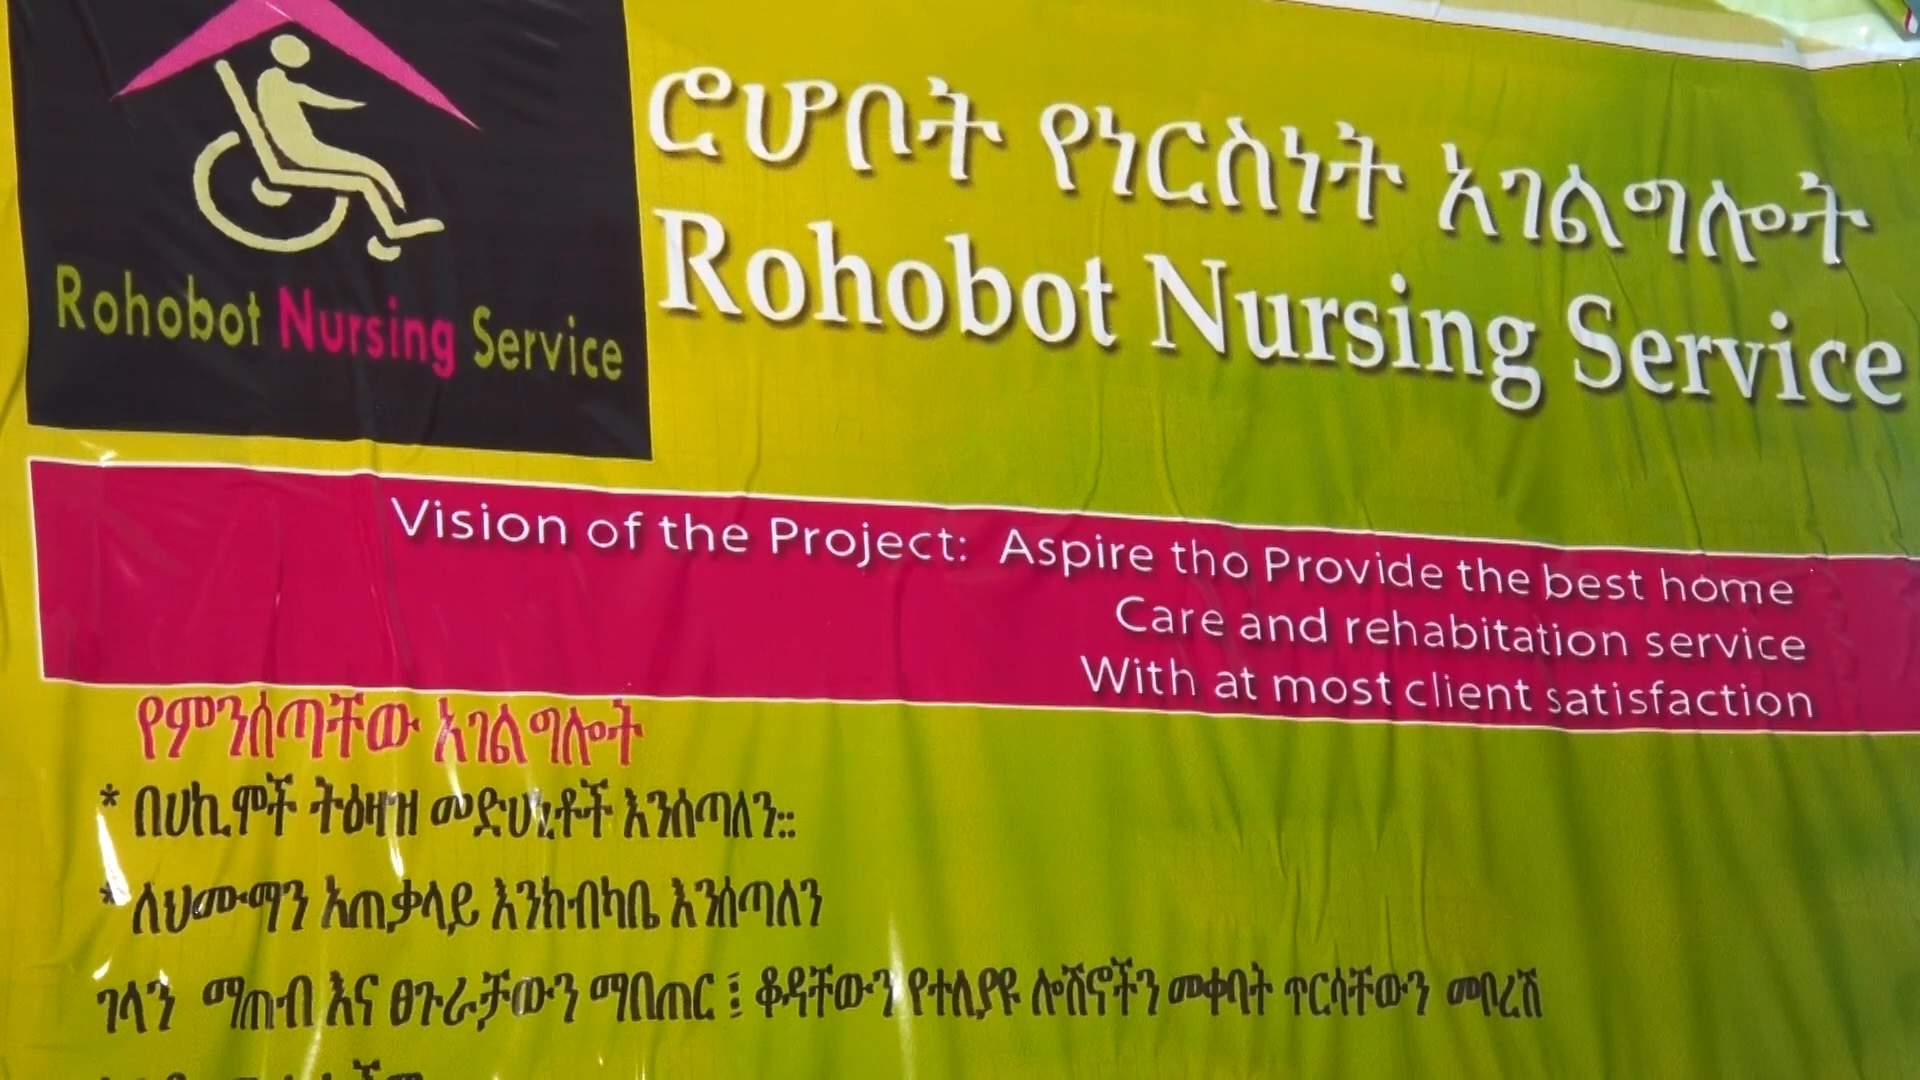 Rohobot Nursing Service
ሮሆቦት የነርስነት አገልግሎት
Rohobot Nursing Service
Vision of the Project: Aspire tho Provide the best home
Care and rehabitation service
With at most client satisfaction
የምንሰጣቸው አገልግሎት
* በሀኪሞች ትዕዛዝ መድሀኒቶች እንሰጣለን።
* ለህሙማን አጠቃላይ እንክብካቤ እንሰጣለን
ገላን ማጠብ እና ፀጉራቻውን ማበጠር ፤ ቆዳቸውን የተለያዩ ሎሽኖችን መቀባት ጥርሳቸውን መቦረሽ